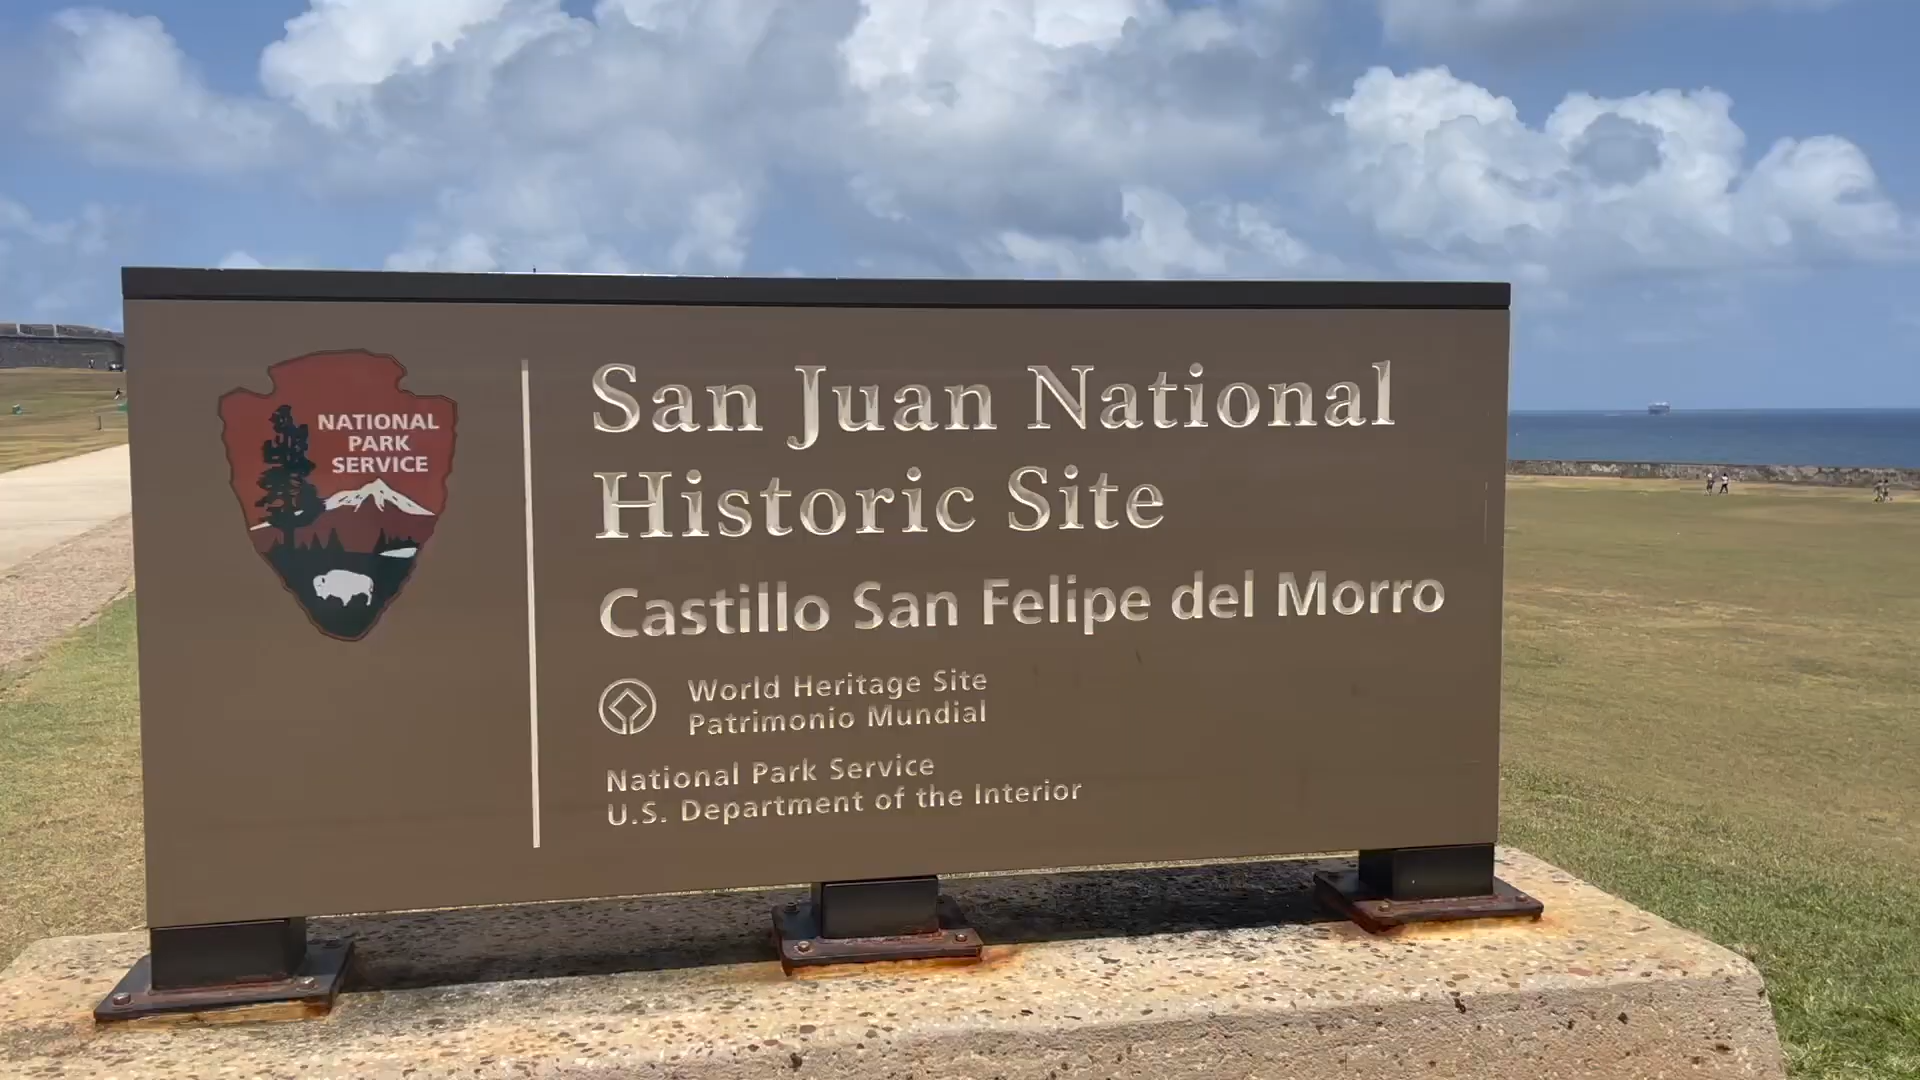 NATIONAL
PARK
SERVICE
San Juan National
Historic Site
Castillo San Felipe del Morro
World Heritage Site
Patrimonio Mundial
National Park Service
U.S. Department of the Interior